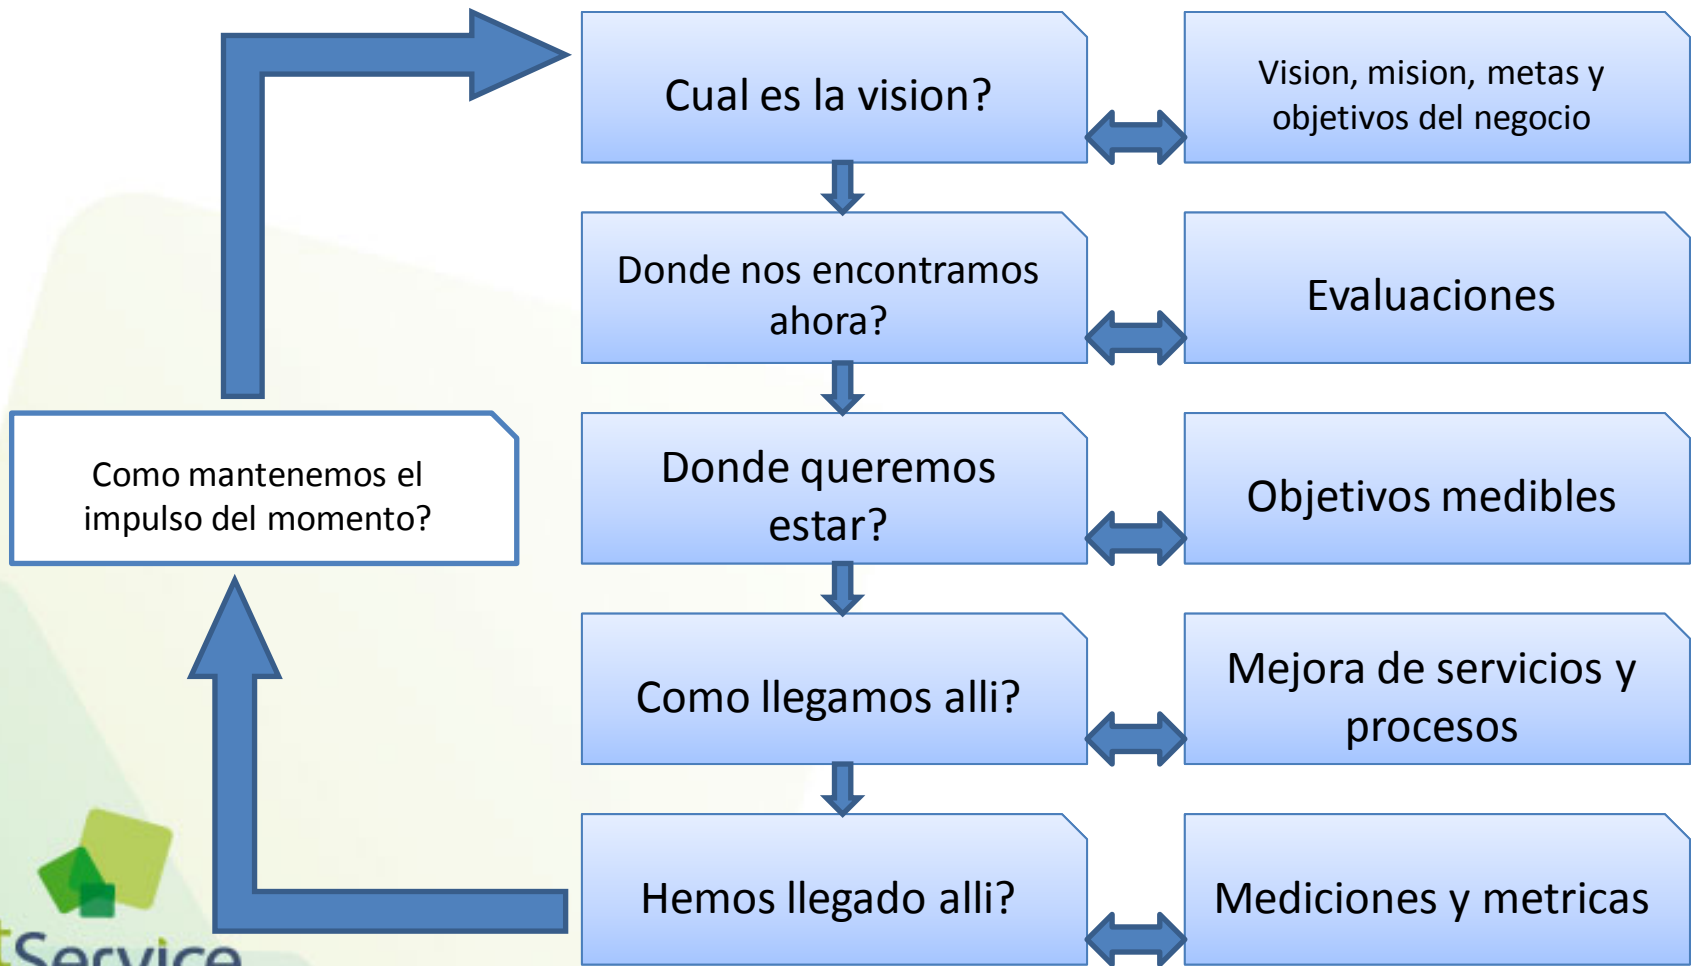 Cual es la vision?
Vision, mision, metas y
objetivos del negocio
Donde nos encontramos
ahora?
Evaluaciones
Como mantenemos el
impulso del momento?
Donde queremos
estar?
Objetivos medibles
Como llegamos alli?
Mejora de servicios y
procesos
Hemos llegado alli?
Mediciones y metricas
tService